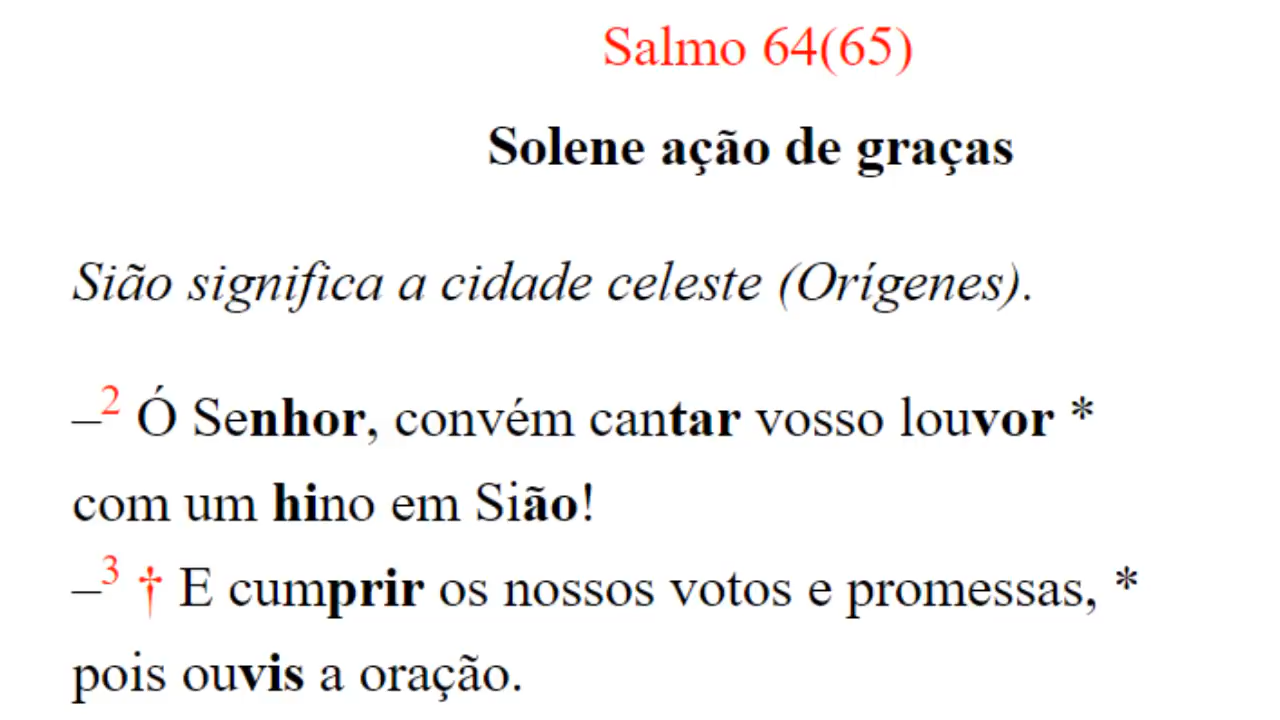 Salmo 64(65)
Solene ação de graças
Sião significa a cidade celeste (Orígenes).
–2 Ó Senhor, convém cantar vosso louvor *
com um hino em Sião!
–3 † E cumprir os nossos votos e promessas, *
pois ouvis a oração.